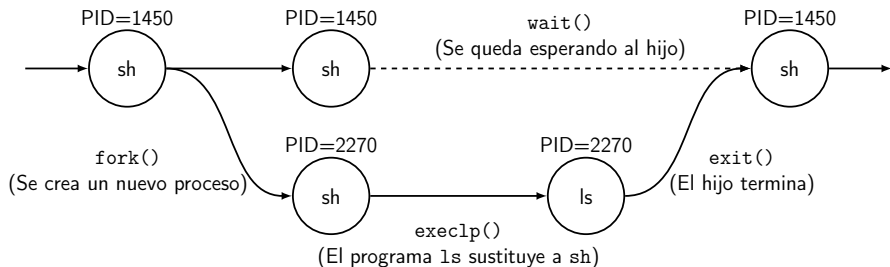 PID=1450
PID=1450
PID=1450
wait()
(Se queda esperando al hijo)
sh
sh
sh
PID=2270
PID=2270
fork()
(Se crea un nuevo proceso)
exit()
(El hijo termina)
sh
ls
execlp()
(El programa ls sustituye a sh)